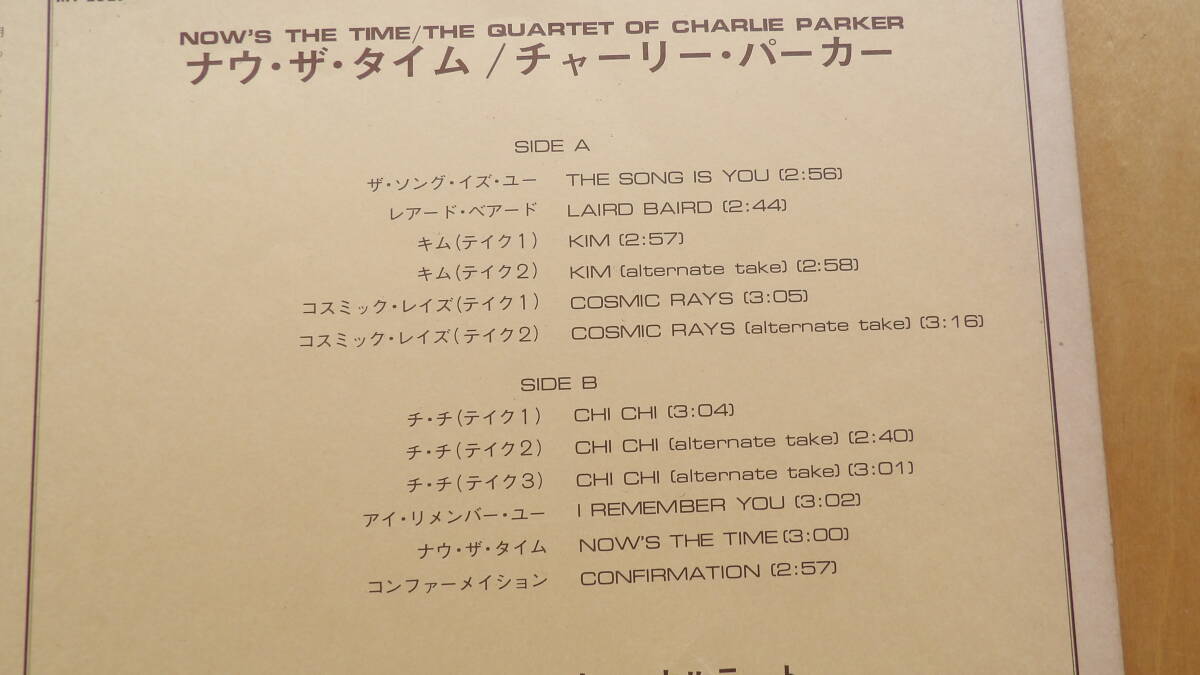 NOW'S THE TIME/THE QUARTET OF CHARLIE PARKER
ナウ・ザ・タイム / チャーリー・パーカー
SIDE A
ザ・ソング・イズ・ユー THE SONG IS YOU (2:56)
レアード・ベアード LAIRD BAIRD (2:44)
キム(テイク1) KIM (2:57)
キム(テイク2) KIM (alternate take) (2:58)
コスミック・レイズ(テイク1) COSMIC RAYS (3:05)
コスミック・レイズ(テイク2) COSMIC RAYS (alternate take) (3:16)
SIDE B
チ・チ(テイク1) CHI CHI (3:04)
チ・チ(テイク2) CHI CHI (alternate take) (2:40)
チ・チ(テイク3) CHI CHI (alternate take) (3:01)
アイ・リメンバー・ユー I REMEMBER YOU (3:02)
ナウ・ザ・タイム NOW'S THE TIME (3:00)
コンファーメイション CONFIRMATION (2:57)